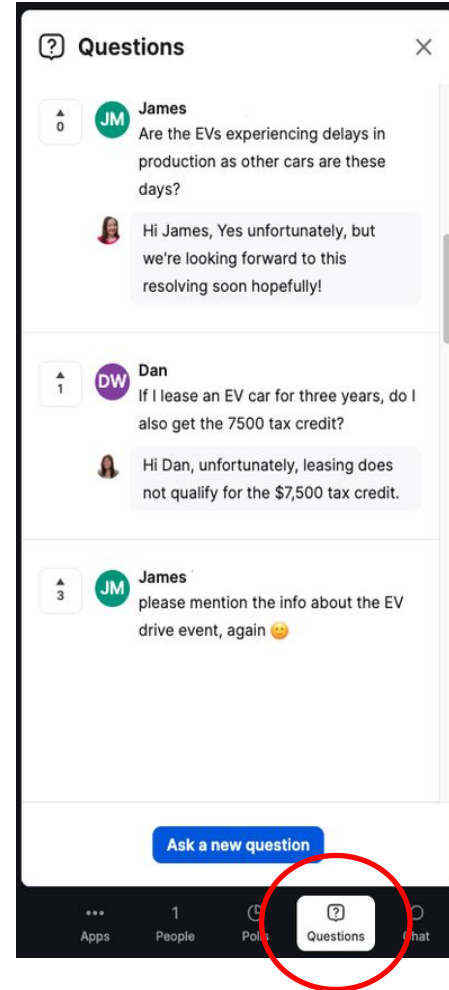 Questions
0
JM
James
Are the EVs experiencing delays in
production as other cars are these
days?
Hi James, Yes unfortunately, but
we're looking forward to this
resolving soon hopefully!
1
DW
Dan
If I lease an EV car for three years, do I
also get the 7500 tax credit?
Hi Dan, unfortunately, leasing does
not qualify for the $7,500 tax credit.
3
JM
James
please mention the info about the EV
drive event, again 🙂
Ask a new question
1
Apps People Polls Questions Chat